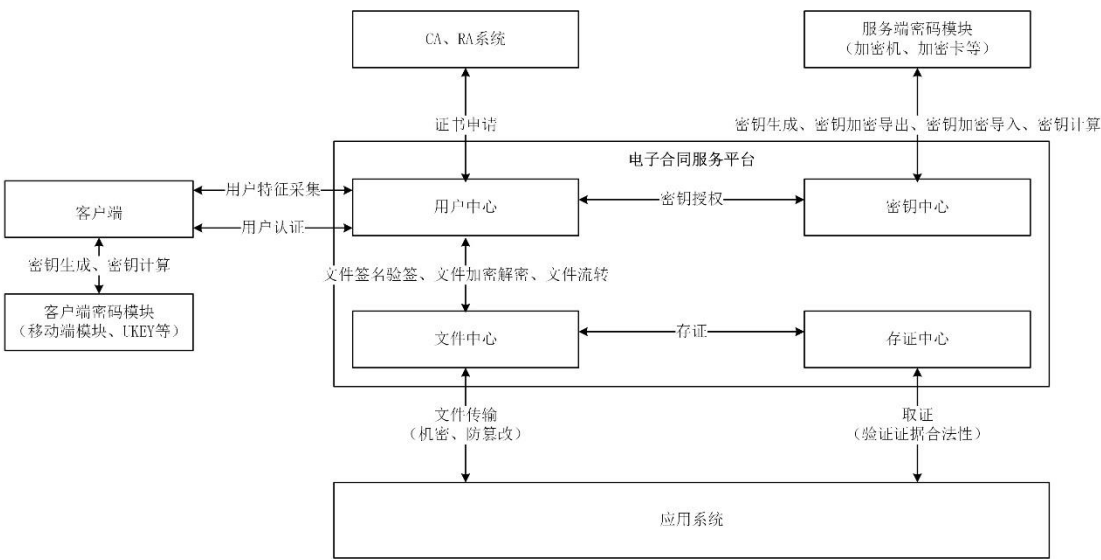 CA、RA系统
服务端密码模块
（加密机、加密卡等）
证书申请
密钥生成、密钥加密导出、密钥加密导入、密钥计算
电子合同服务平台
客户端
用户特征采集
用户认证
用户中心
密钥授权
密钥中心
密钥生成、密钥计算
文件签名验签、文件加密解密、文件流转
客户端密码模块
（移动端模块、UKEY等）
文件中心
存证
存证中心
文件传输
（机密、防篡改）
取证
（验证证据合法性）
应用系统